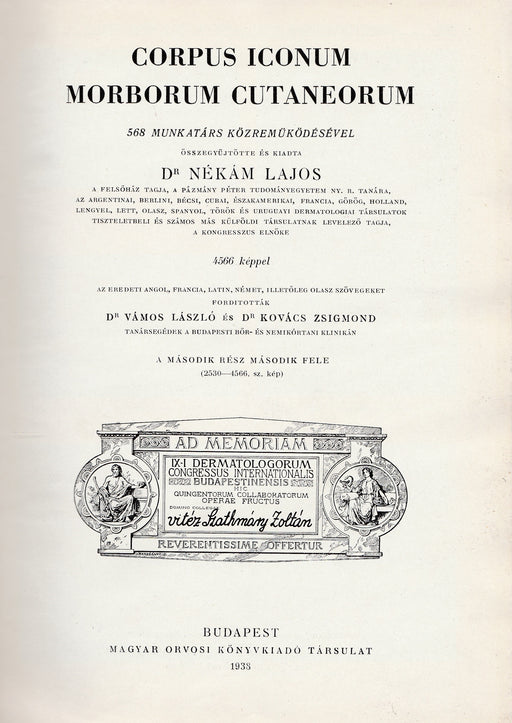 CORPUS ICONUM
MORBORUM CUTANEORUM
568 MUNKATÁRS KÖZREMŰKÖDÉSÉVEL
ÖSSZEGYŰJTÖTTE ÉS KIADTA
DR NÉKÁM LAJOS
A FELSŐHÁZ TAGJA, A PÁZMÁNY PÉTER TUDOMÁNYEGYETEM NY. R. TANÁRA,
AZ ARGENTINAI, BERLINI, BÉCSI, CUBAI, ÉSZAKAMERIKAI, FRANCIA, GÖRÖG, HOLLAND,
LENGYEL, LETT, OLASZ, SPANYOL, TÖRÖK ÉS URUGUAYI DERMATOLOGIAI TÁRSULATOK
TISZTELETBELI ÉS SZÁMOS MÁS KÜLFÖLDI TÁRSULATNAK LEVELEZŐ TAGJA,
A KONGRESSZUS ELNÖKE
4566 képpel
AZ EREDETI ANGOL, FRANCIA, LATIN, NÉMET, ILLETŐLEG OLASZ SZÖVEGEKET
FORDITOTTÁK
DR VÁMOS LÁSZLÓ ÉS DR KOVÁCS ZSIGMOND
TANÁRSEGÉDEK A BUDAPESTI BŐR- ÉS NEMIKÓRTANI KLINIKÁN
A MÁSODIK RÉSZ MÁSODIK FELE
(2530—4566. sz. kép)
AD MEMORIAM
IX-I DERMATOLOGORUM
CONGRESSUS INTERNATIONALIS
BUDAPESTINENSIS
HIC
QUINGENTORUM COLLABORATORUM
OPERAE FRUCTUS
DOMINO COLLEGAE
vitéz Szathmáry Zoltán
REVERENTISSIME OFFERTUR
BUDAPEST
MAGYAR ORVOSI KÖNYVKIADÓ TÁRSULAT
1938